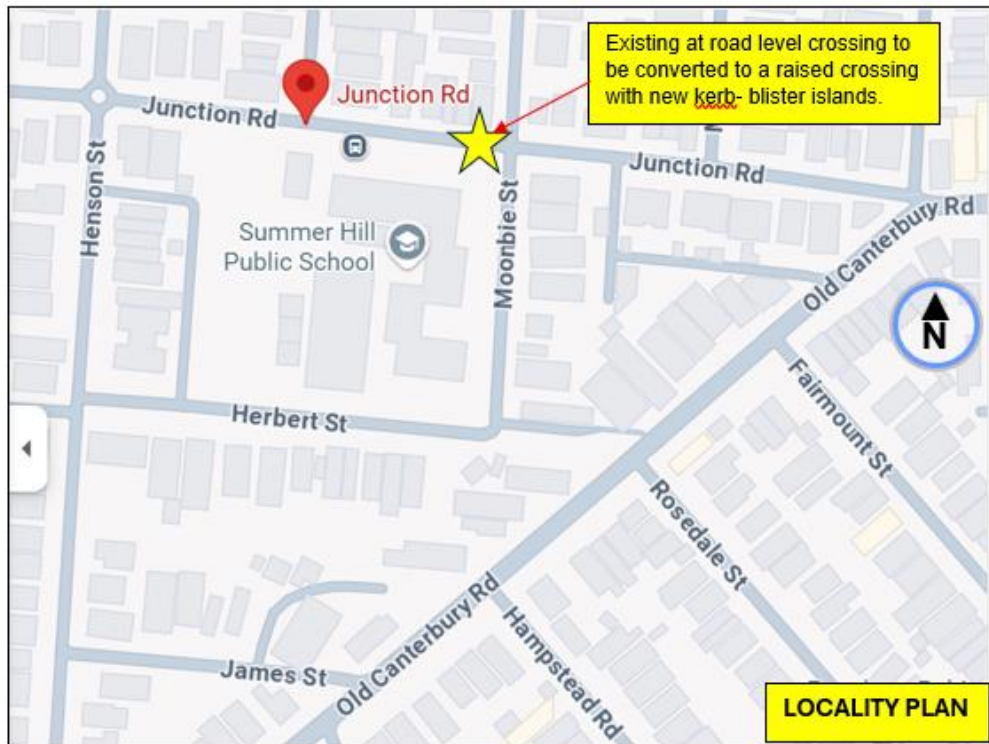 Existing at road level crossing to
be converted to a raised crossing
with new kerb- blister islands.
Junction Rd
Junction Rd
Junction Rd
Henson St
Summer Hill
Public School
Moonbie St
Old Canterbury Rd
N
Fairmount St
Herbert St
Rosedale St
Old Canterbury Rd
Hampstead Rd
James St
LOCALITY PLAN